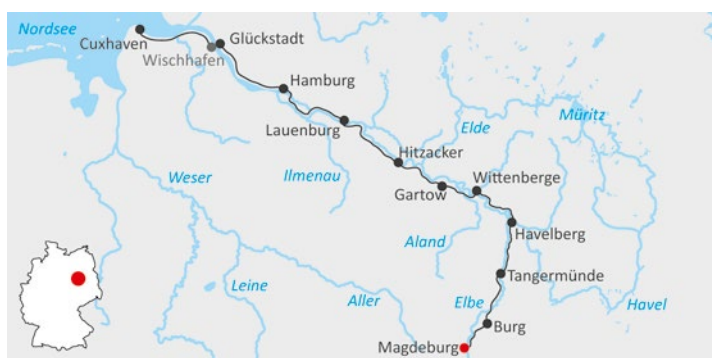 Nordsee
Cuxhaven
Glückstadt
Wischhafen
Hamburg
Lauenburg
Elde
Müritz
Hitzacker
Weser
Ilmenau
Gartow
Wittenberge
Havelberg
Aland
Tangermünde
Leine
Aller
Elbe
Havel
Burg
Magdeburg